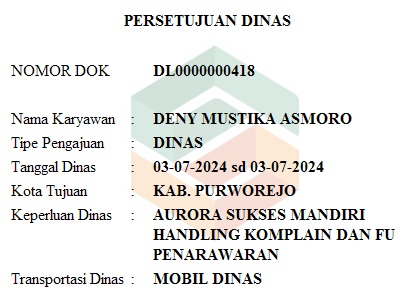 PERSETUJUAN DINAS
NOMOR DOK DL0000000418
Nama Karyawan : DENY MUSTIKA ASMORO
Tipe Pengajuan : DINAS
Tanggal Dinas : 03-07-2024 sd 03-07-2024
Kota Tujuan : KAB. PURWOREJO
Keperluan Dinas : AURORA SUKSES MANDIRI
HANDLING KOMPLAIN DAN FU
PENARAWARAN
Transportasi Dinas : MOBIL DINAS